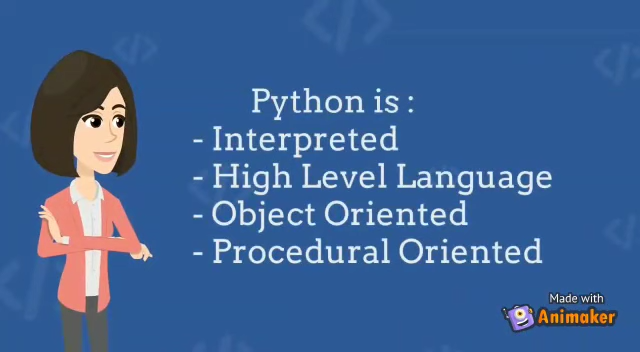 Python is :
- Interpreted
- High Level Language
- Object Oriented
- Procedural Oriented
Made with
Animaker